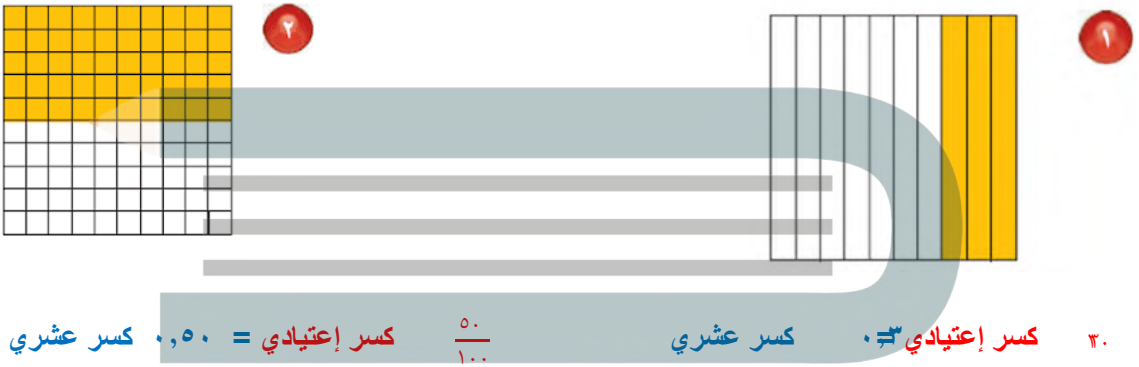 ١
٢
٣٠ كسر إعتيادي = ٠,٣ كسر عشري
٥٠/١٠٠ كسر إعتيادي = ٠,٥٠ كسر عشري